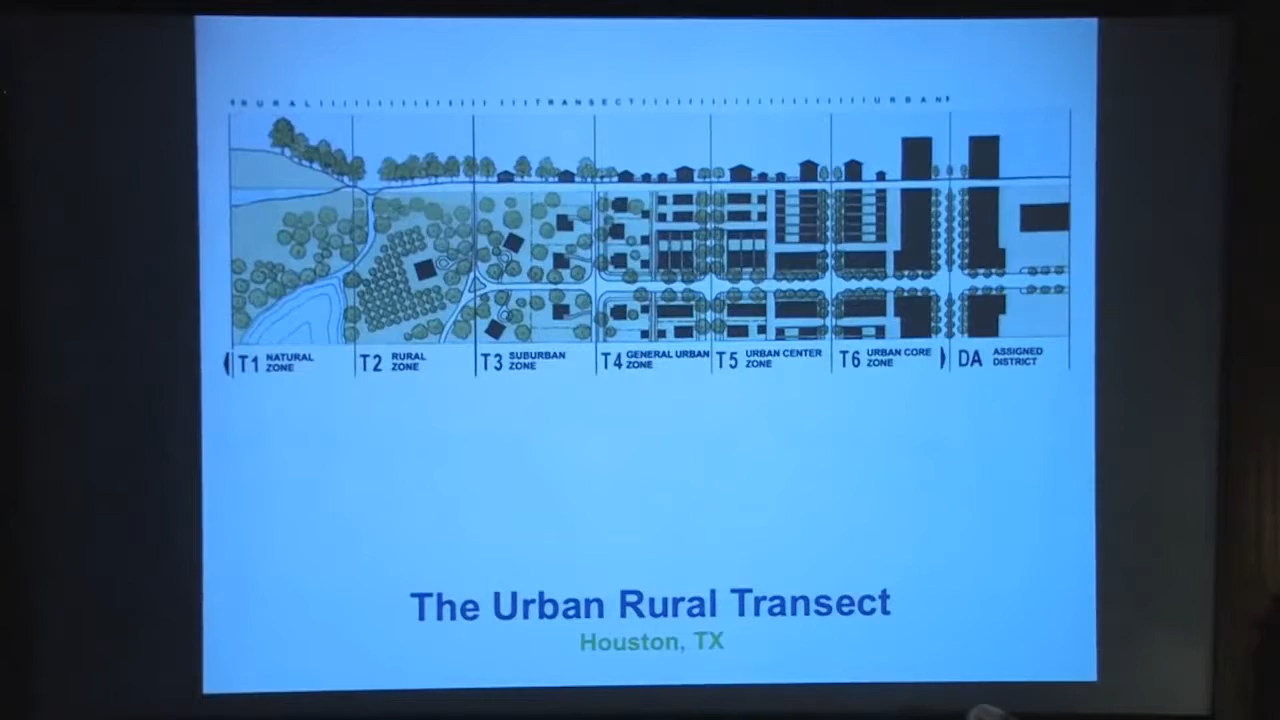 RURAL TRANSECT URBAN
T1 NATURAL ZONE
T2 RURAL ZONE
T3 SUBURBAN ZONE
T4 GENERAL URBAN ZONE
T5 URBAN CENTER ZONE
T6 URBAN CORE ZONE
DA ASSIGNED DISTRICT
The Urban Rural Transect
Houston, TX